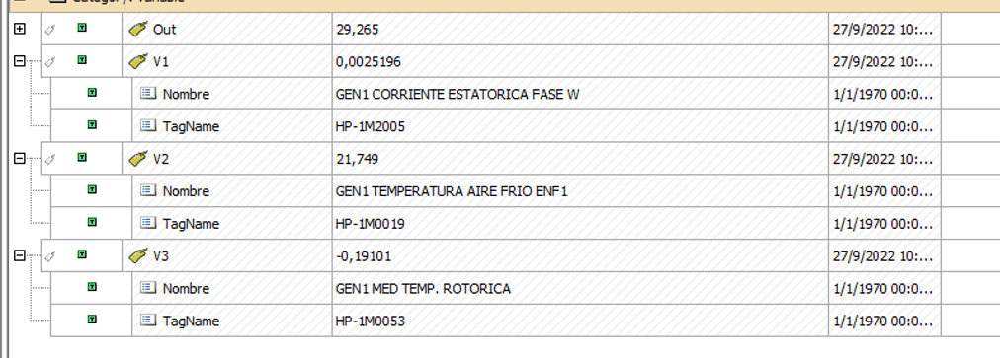 Category: Variable
Out 29,265 27/9/2022 10:...
V1 0,0025196 27/9/2022 10:...
Nombre GEN1 CORRIENTE ESTATORICA FASE W 1/1/1970 00:0...
TagName HP-1M2005 1/1/1970 00:0...
V2 21,749 27/9/2022 10:...
Nombre GEN1 TEMPERATURA AIRE FRIO ENF1 1/1/1970 00:0...
TagName HP-1M0019 1/1/1970 00:0...
V3 -0,19101 27/9/2022 10:...
Nombre GEN1 MED TEMP. ROTORICA 1/1/1970 00:0...
TagName HP-1M0053 1/1/1970 00:0...